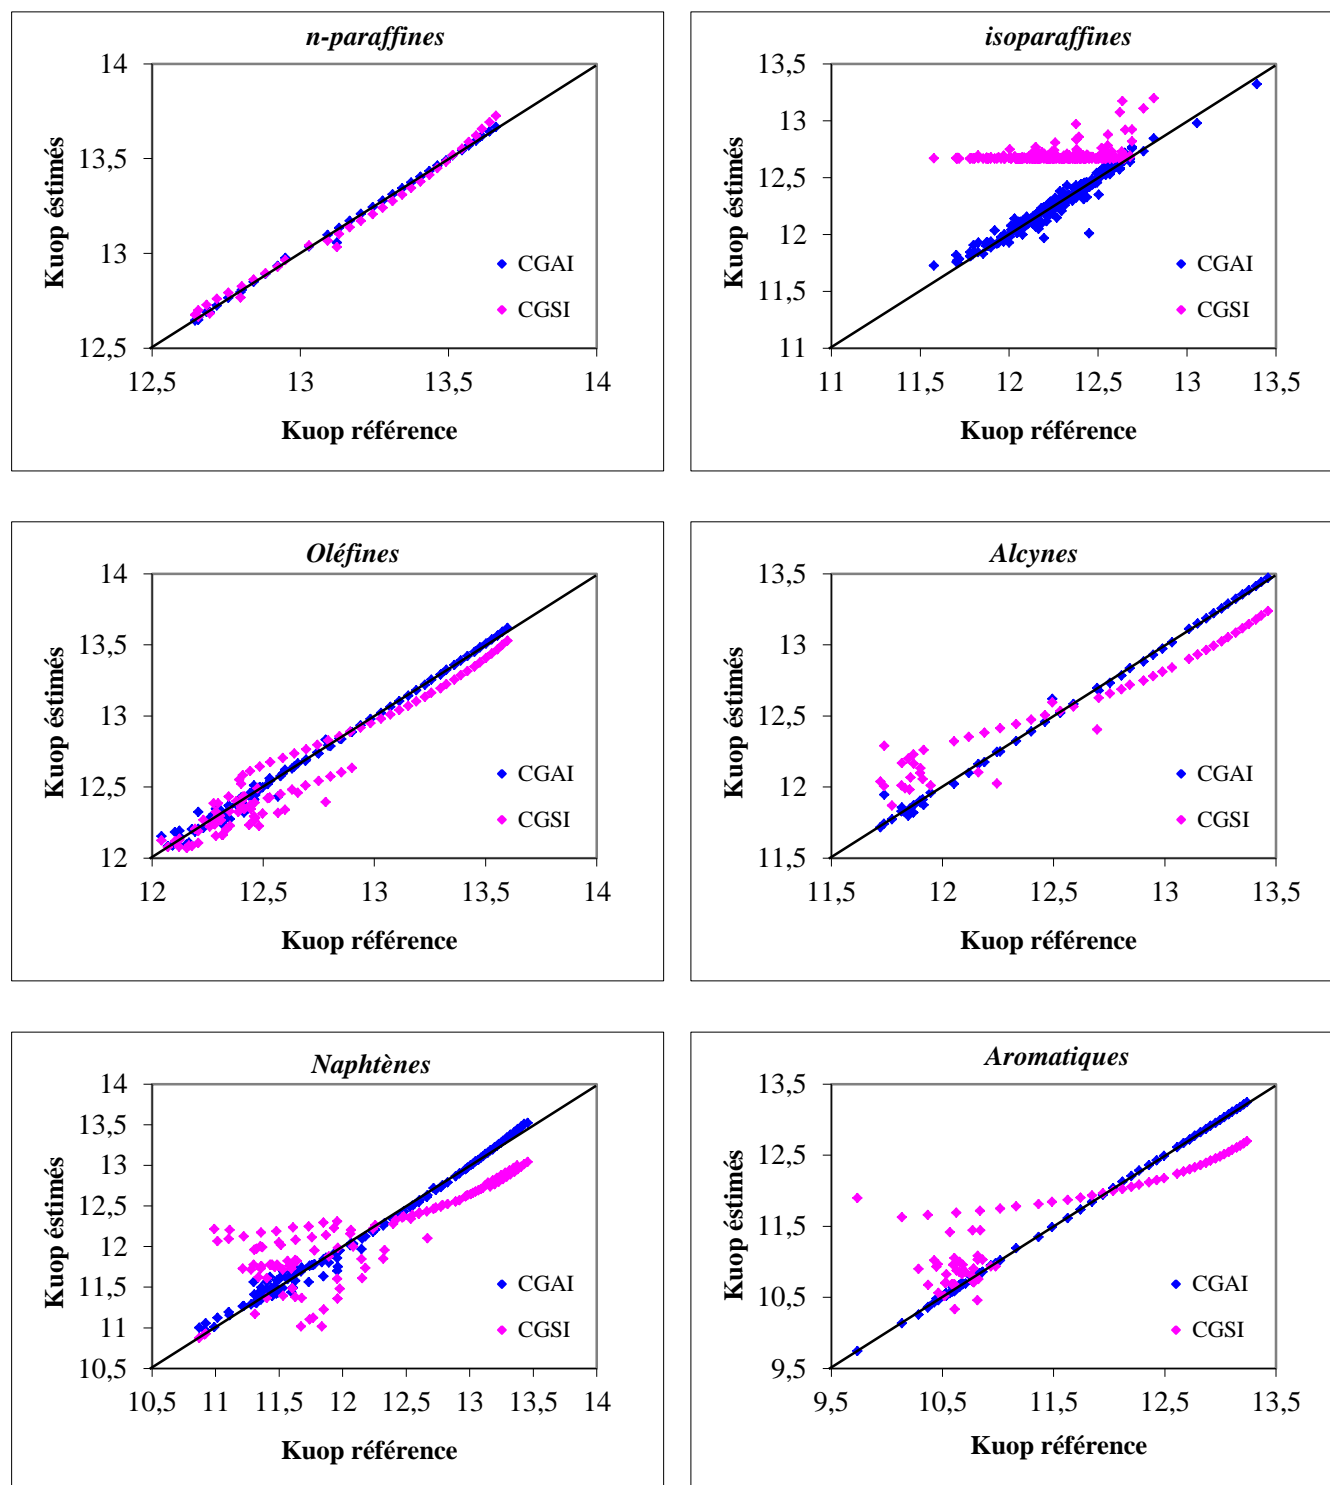 n-paraffines
14
13,5
13
12,5
12,5 13 13,5 14
Kuop éstimés
Kuop référence
CGAI
CGSI
isoparaffines
13,5
13
12,5
12
11,5
11
11 11,5 12 12,5 13 13,5
Kuop éstimés
Kuop référence
CGAI
CGSI
Oléfines
14
13,5
13
12,5
12
12 12,5 13 13,5 14
Kuop éstimés
Kuop référence
CGAI
CGSI
Alcynes
13,5
13
12,5
12
11,5
11,5 12 12,5 13 13,5
Kuop éstimés
Kuop référence
CGAI
CGSI
Naphtènes
14
13,5
13
12,5
12
11,5
11
10,5
10,5 11 11,5 12 12,5 13 13,5 14
Kuop éstimés
Kuop référence
CGAI
CGSI
Aromatiques
13,5
12,5
11,5
10,5
9,5
9,5 10,5 11,5 12,5 13,5
Kuop éstimés
Kuop référence
CGAI
CGSI